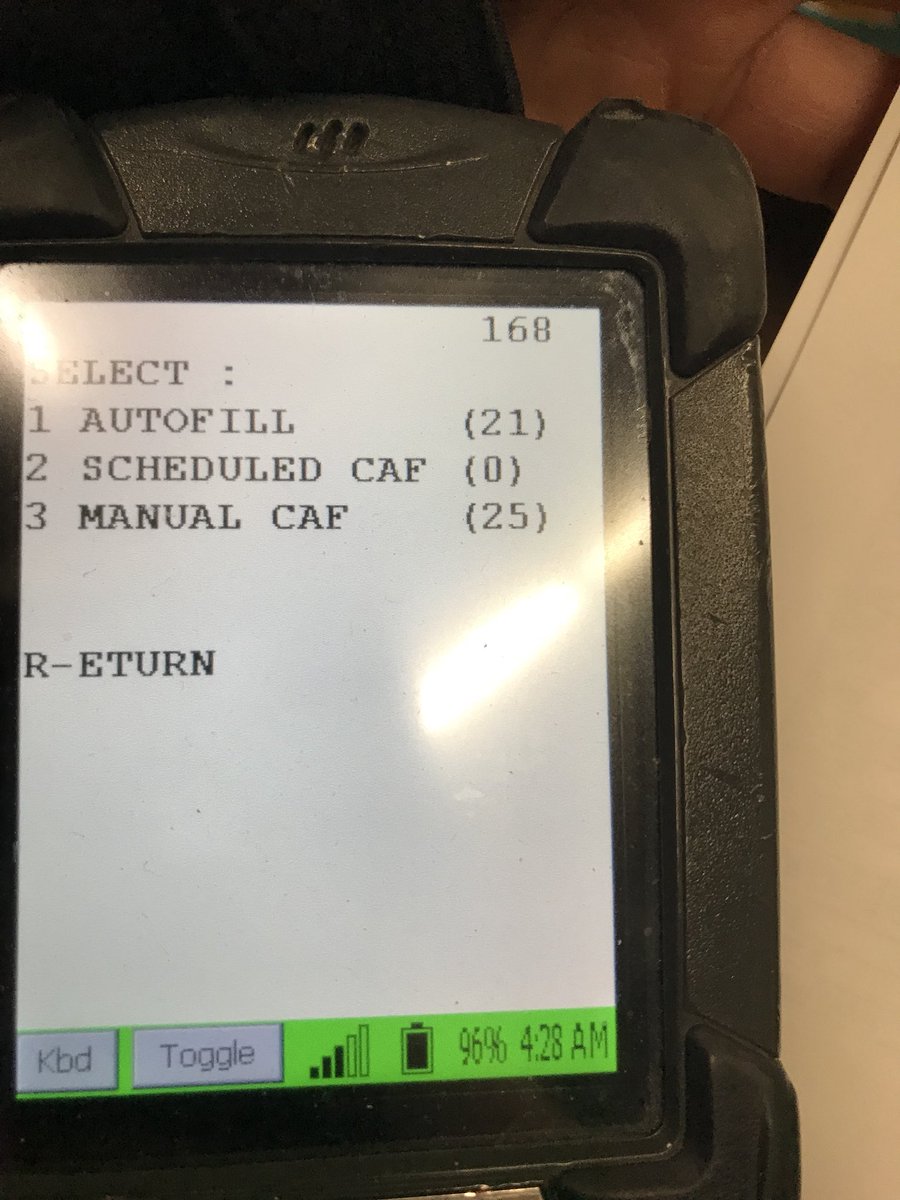 168
SELECT :
1 AUTOFILL (21)
2 SCHEDULED CAF (0)
3 MANUAL CAF (25)
R-ETURN
Kbd Toggle 96% 4:28 AM